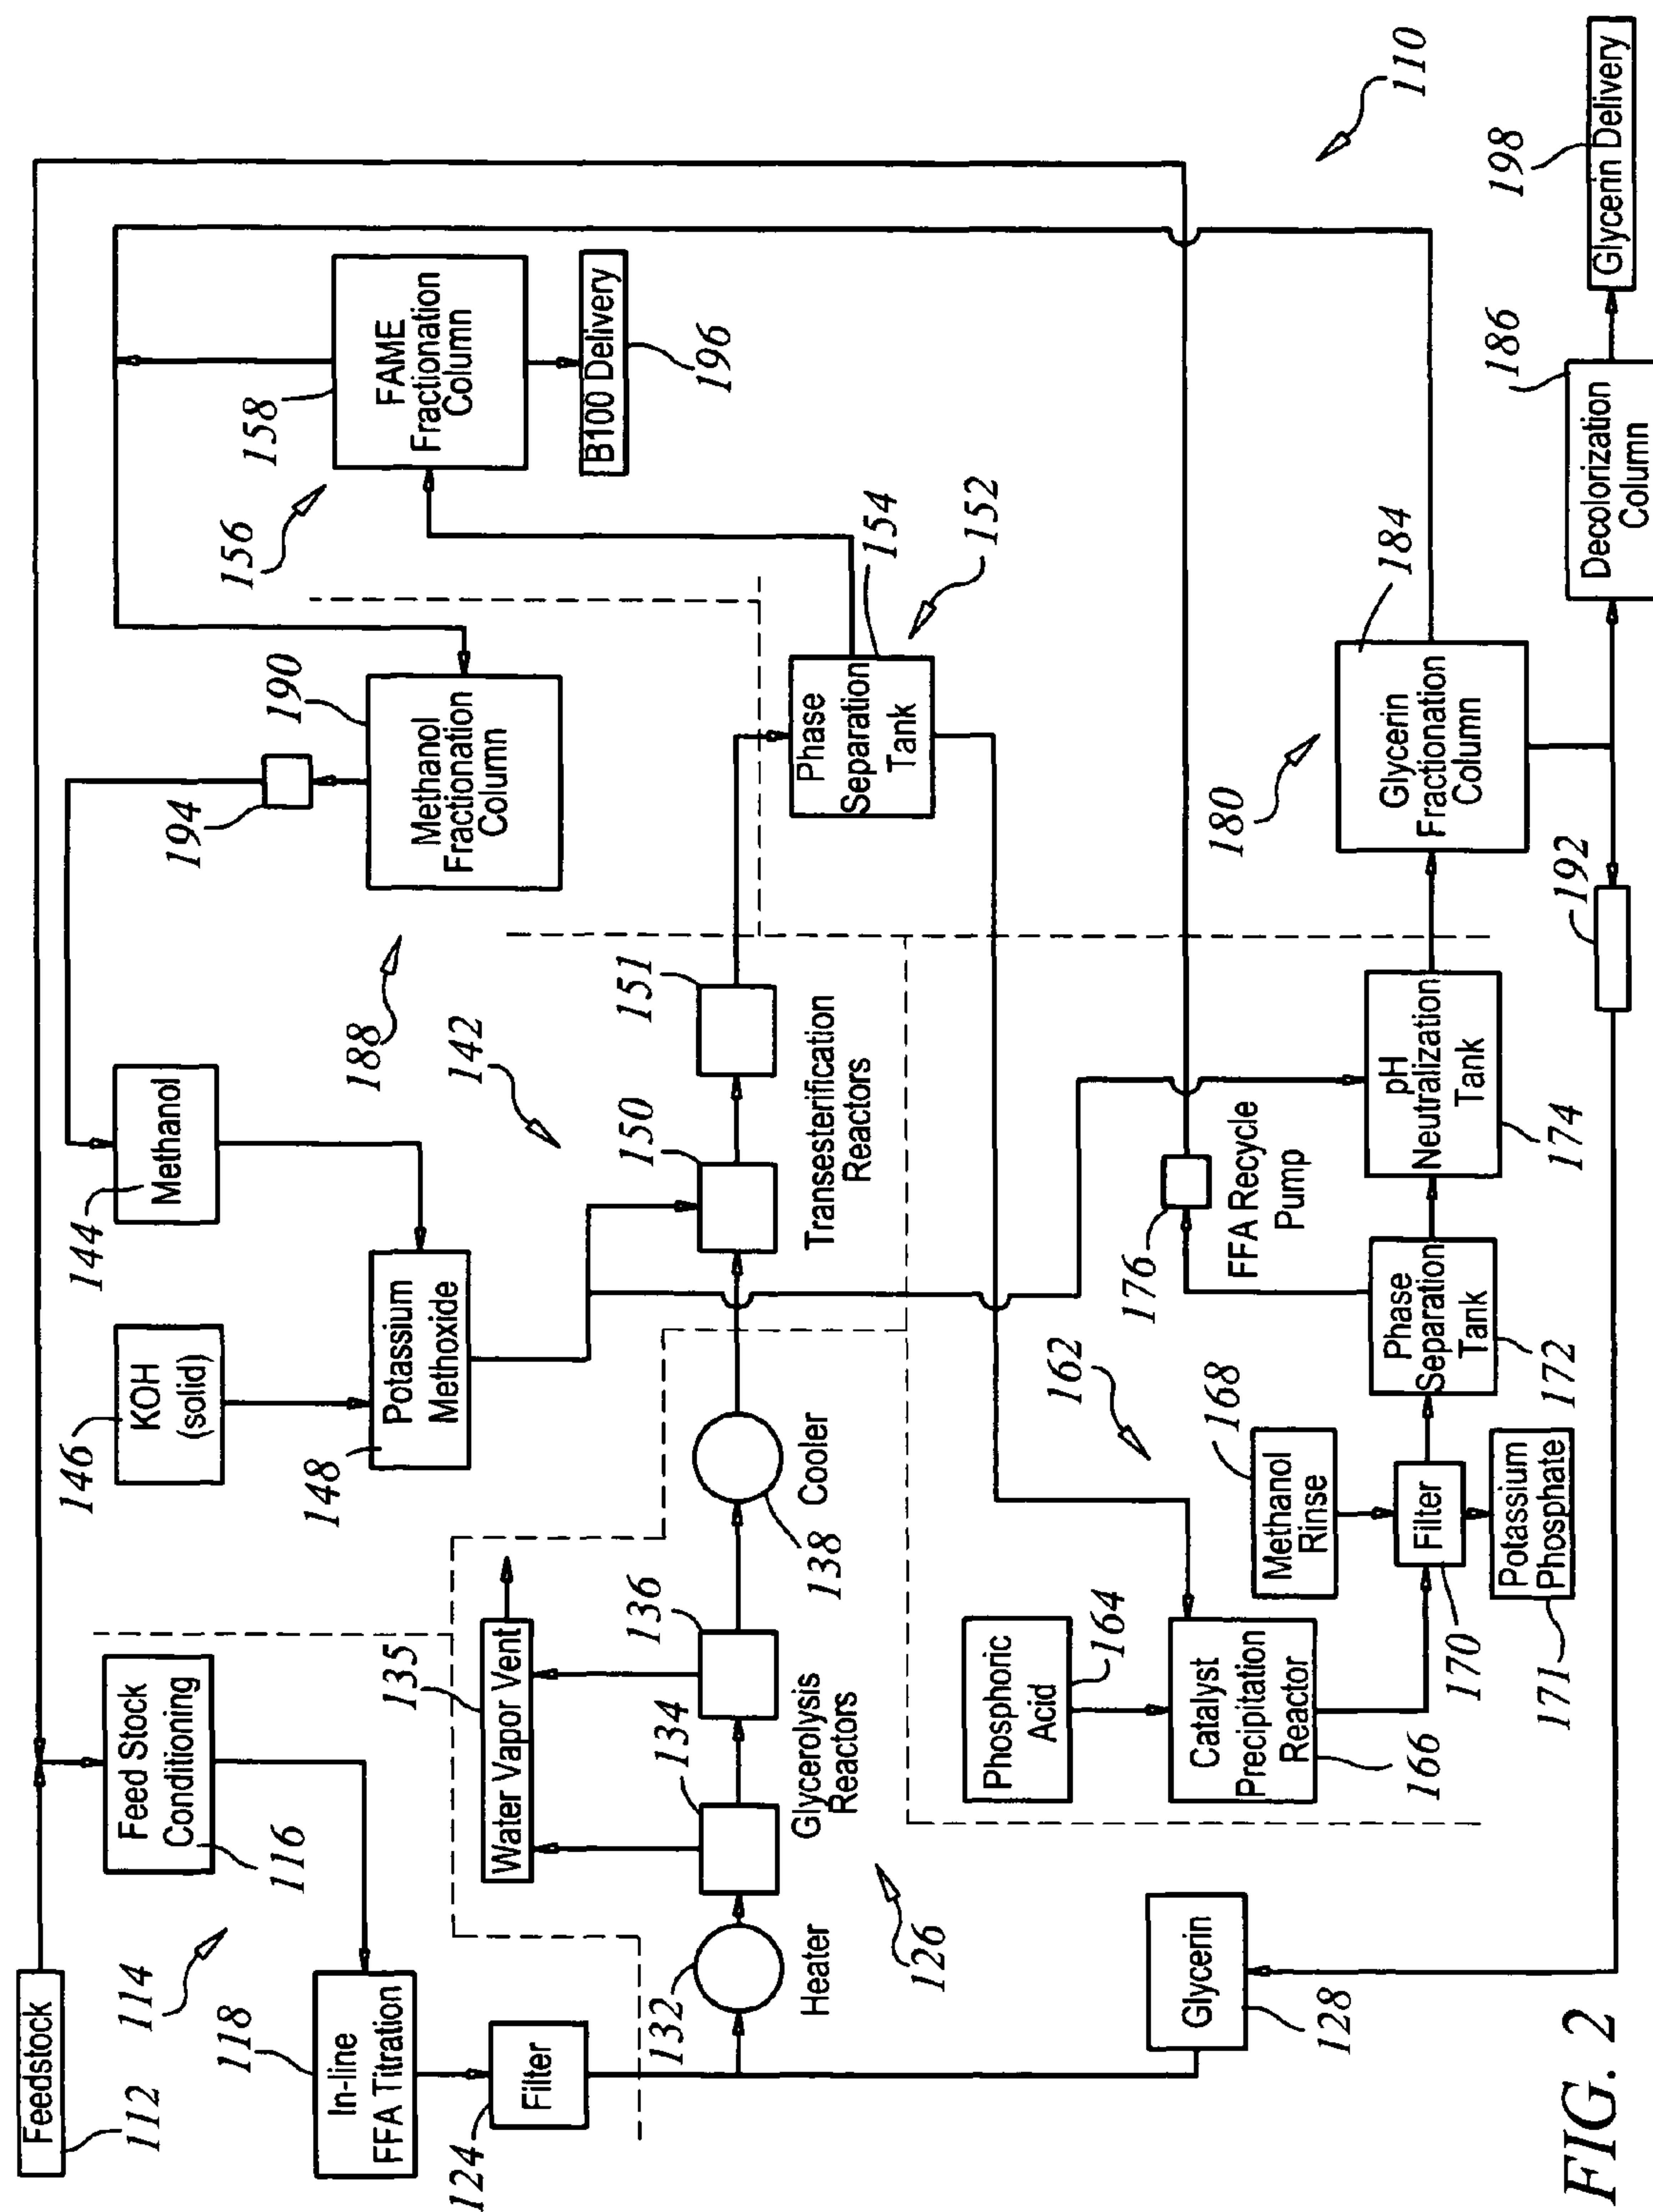 Feedstock
112
114
Feed Stock
Conditioning
116
118
In-line
FFA Titration
124
Filter
146
KOH
(solid)
144
Methanol
148
Potassium
Methoxide
194
190
Methanol
Fractionation
Column
188
156
158
FAME
Fractionation
Column
B100 Delivery
196
135
Water Vapor Vent
132
Heater
134
136
Glycerolysis
Reactors
126
138
Cooler
142
150
151
Transesterification
Reactors
Phase
Separation
Tank
154
152
110
Phosphoric
Acid
164
Catalyst
Precipitation
Reactor
166
162
168
Methanol
Rinse
Filter
170
Potassium
Phosphate
171
176
FFA Recycle
Pump
Phase
Separation
Tank
172
pH
Neutralization
Tank
174
180
Glycerin
Fractionation
Column
184
192
186
Decolorization
Column
198
Glycerin Delivery
Glycerin
128
FIG. 2